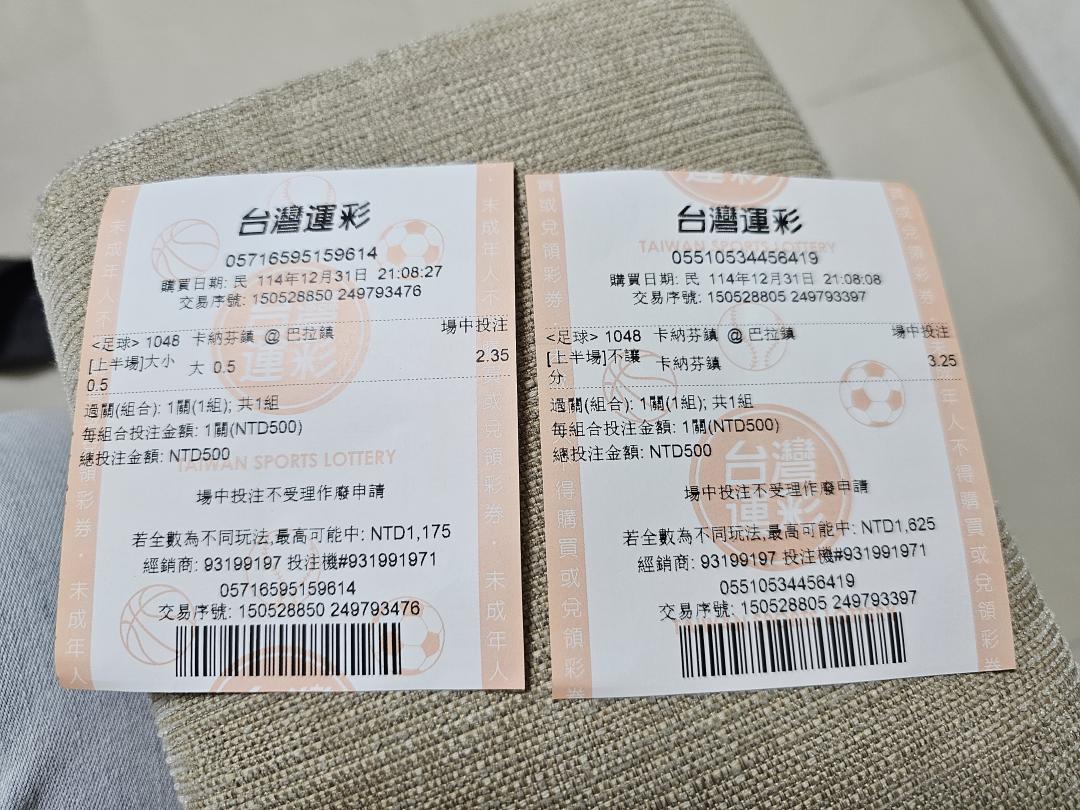 台灣運彩
05716595159614
購買日期: 民 114年12月31日 21:08:27
交易序號: 150528850 249793476
場中投注
<足球> 1048 卡納芬鎮 @ 巴拉鎮
[上半場]大小 大 0.5 2.35
0.5
過關(組合): 1關(1組); 共1組
每組合投注金額: 1關(NTD500)
總投注金額: NTD500
TAIWAN SPORTS LOTTERY
場中投注不受理作廢申請
若全數為不同玩法,最高可能中: NTD1,175
經銷商: 93199197 投注機#931991971
05716595159614
交易序號: 150528850 249793476
台灣運彩
TAIWAN SPORTS LOTTERY
05510534456419
購買日期: 民 114年12月31日 21:08:08
交易序號: 150528805 249793397
場中投注
<足球> 1048 卡納芬鎮 @ 巴拉鎮
[上半場]不讓 卡納芬鎮 3.25
分
過關(組合): 1關(1組); 共1組
每組合投注金額: 1關(NTD500)
總投注金額: NTD500
台灣運彩
場中投注不受理作廢申請
若全數為不同玩法,最高可能中: NTD1,625
經銷商: 93199197 投注機#931991971
05510534456419
交易序號: 150528805 249793397